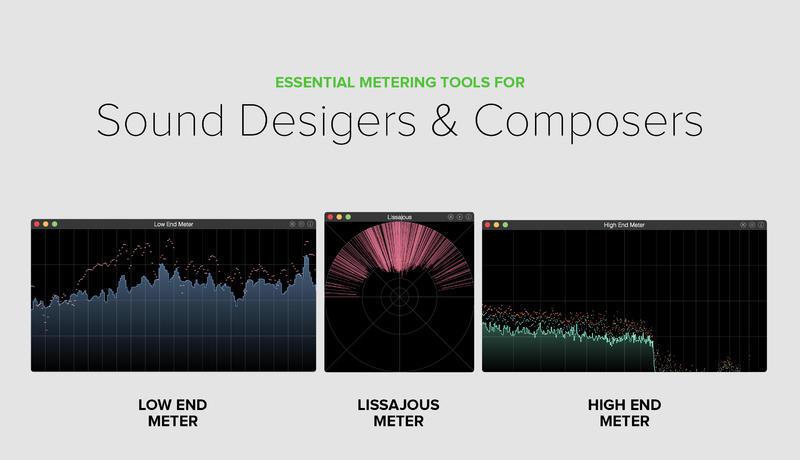 ESSENTIAL METERING TOOLS FOR
Sound Desigers & Composers
Low End Meter
Lissajous
High End Meter
LOW END
METER
LISSAJOUS
METER
HIGH END
METER